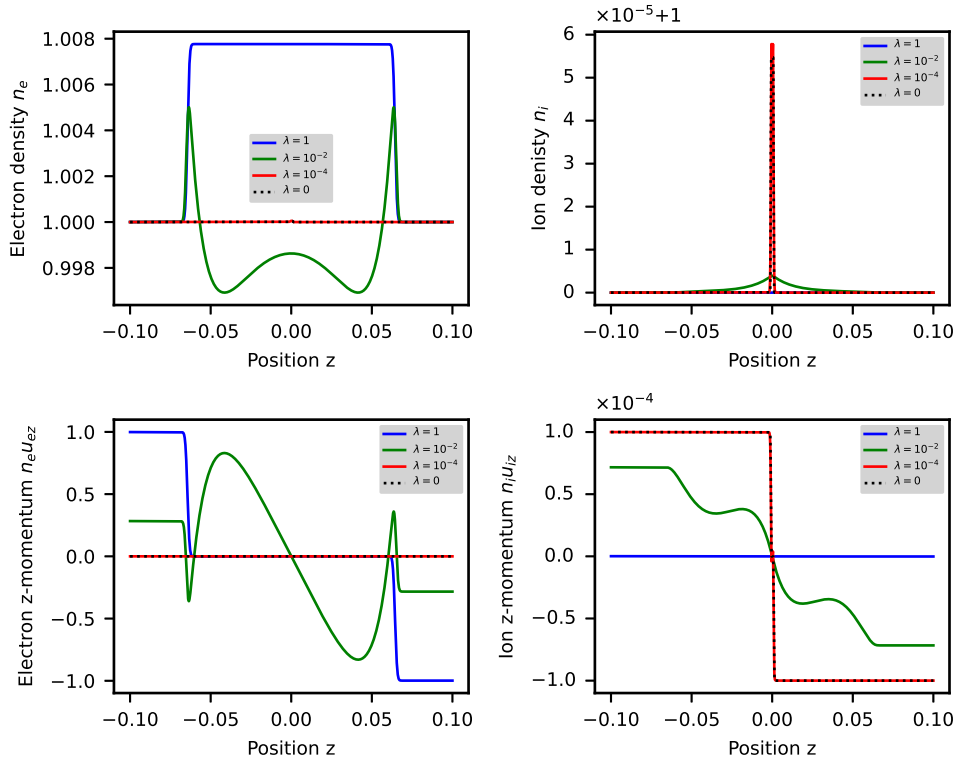 Electron density n_e
1.008
1.006
1.004
1.002
1.000
0.998
λ = 1
λ = 10⁻²
λ = 10⁻⁴
λ = 0
−0.10
−0.05
0.00
0.05
0.10
Position z
×10⁻⁵+1
Ion denisty n_i
6
5
4
3
2
1
0
λ = 1
λ = 10⁻²
λ = 10⁻⁴
λ = 0
−0.10
−0.05
0.00
0.05
0.10
Position z
Electron z-momentum n_e u_ez
1.0
0.5
0.0
−0.5
−1.0
λ = 1
λ = 10⁻²
λ = 10⁻⁴
λ = 0
−0.10
−0.05
0.00
0.05
0.10
Position z
×10⁻⁴
Ion z-momentum n_i u_iz
1.0
0.5
0.0
−0.5
−1.0
λ = 1
λ = 10⁻²
λ = 10⁻⁴
λ = 0
−0.10
−0.05
0.00
0.05
0.10
Position z